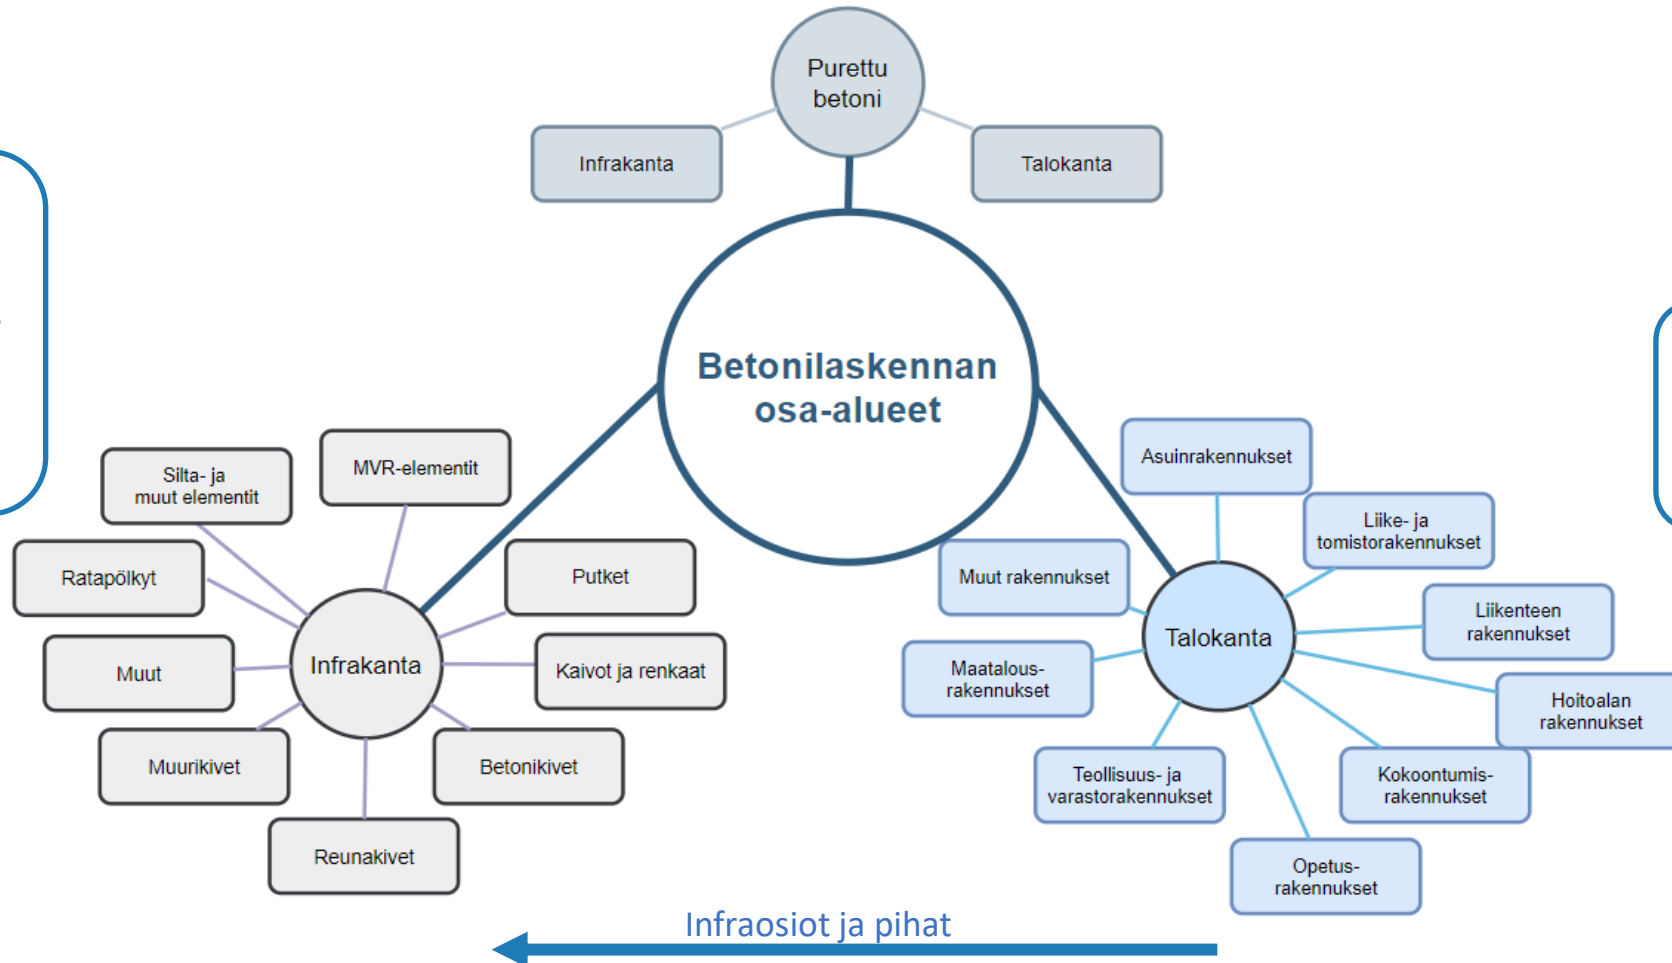 Purettu
betoni
Infrakanta
Talokanta
Betonilaskennan
osa-alueet
Silta- ja
muut elementit
MVR-elementit
Ratapölkyt
Putket
Muut
Infrakanta
Kaivot ja renkaat
Muurikivet
Betonikivet
Reunakivet
Asuinrakennukset
Liike- ja
tomistorakennukset
Muut rakennukset
Liikenteen
rakennukset
Talokanta
Maatalous-
rakennukset
Hoitoalan
rakennukset
Teollisuus- ja
varastorakennukset
Kokoontumis-
rakennukset
Opetus-
rakennukset
Infraosiot ja pihat